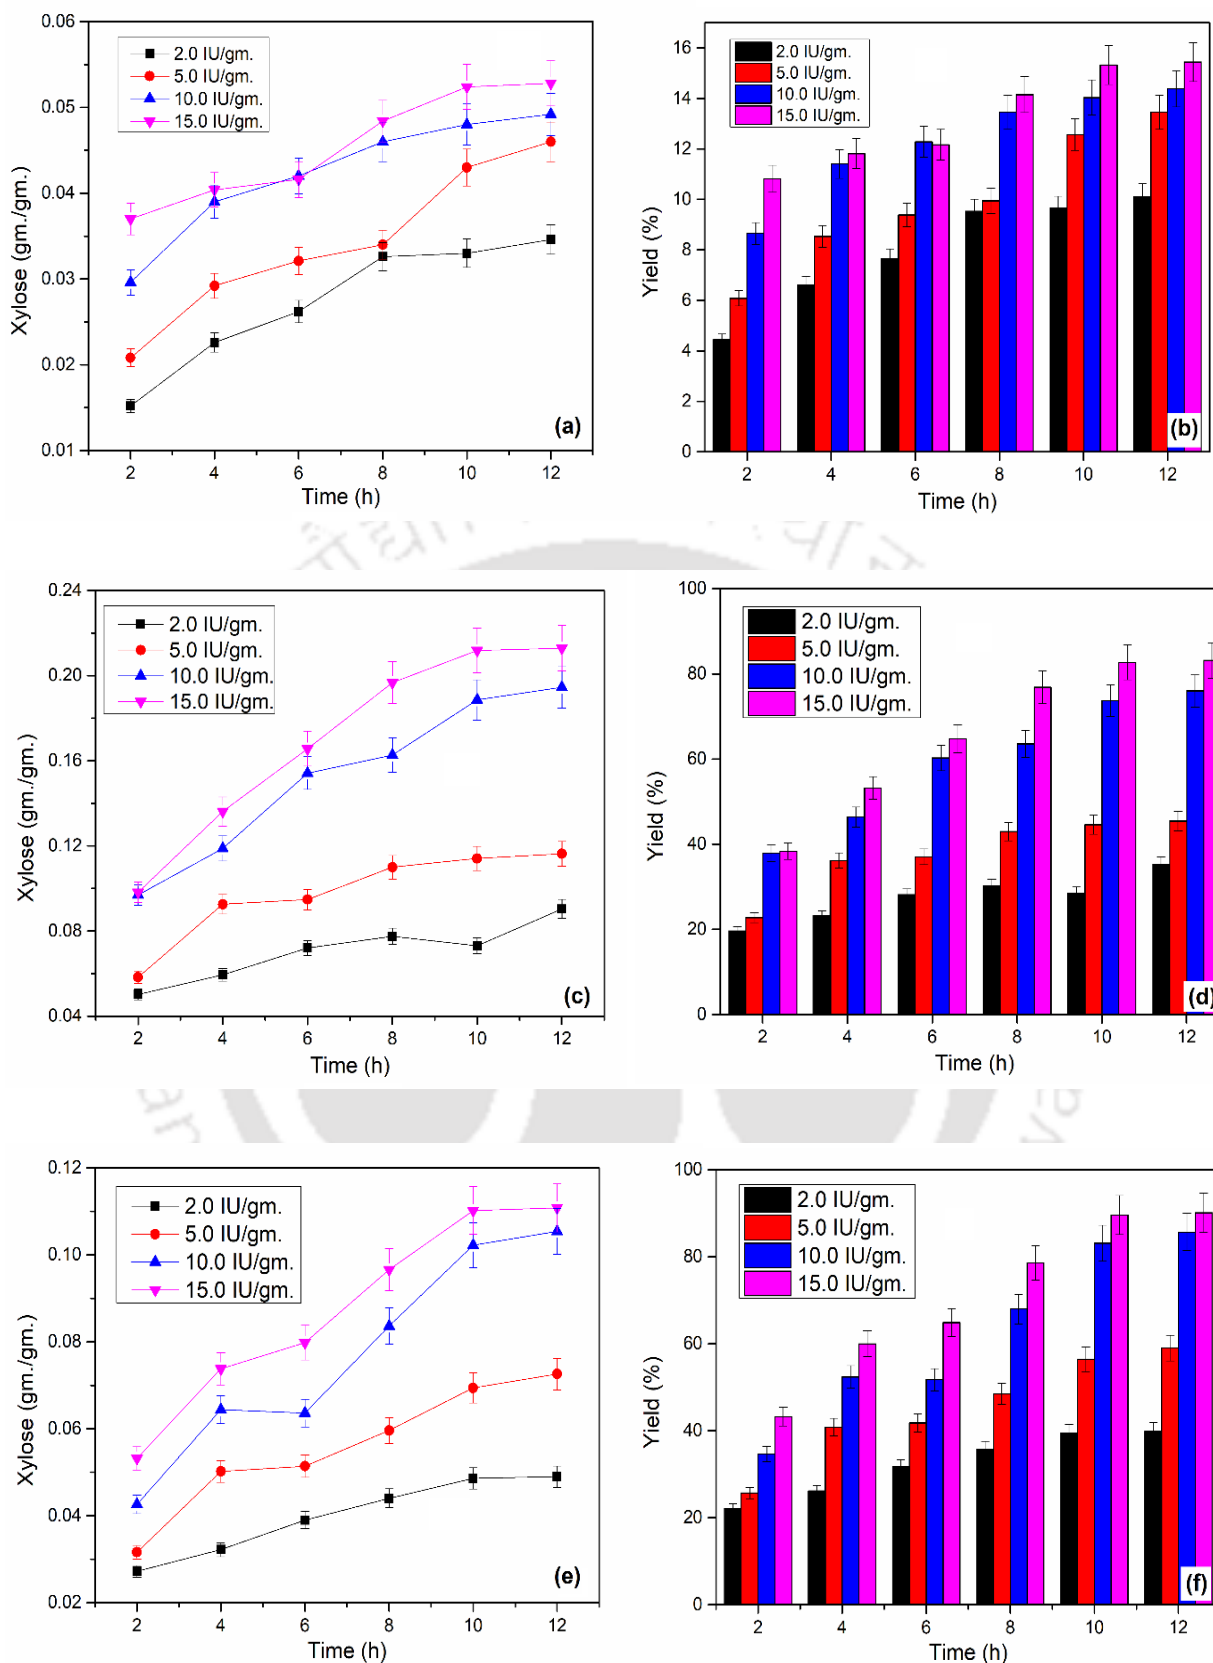 0.06
0.05
0.04
0.03
0.02
0.01
Xylose (gm./gm.)
2.0 IU/gm.
5.0 IU/gm.
10.0 IU/gm.
15.0 IU/gm.
(a)
2 4 6 8 10 12
Time (h)
16
14
12
10
8
6
4
2
0
Yield (%)
2.0 IU/gm.
5.0 IU/gm.
10.0 IU/gm.
15.0 IU/gm.
(b)
2 4 6 8 10 12
Time (h)
0.24
0.20
0.16
0.12
0.08
0.04
Xylose (gm./gm.)
2.0 IU/gm.
5.0 IU/gm.
10.0 IU/gm.
15.0 IU/gm.
(c)
2 4 6 8 10 12
Time (h)
100
80
60
40
20
0
Yield (%)
2.0 IU/gm.
5.0 IU/gm.
10.0 IU/gm.
15.0 IU/gm.
(d)
2 4 6 8 10 12
Time (h)
0.12
0.10
0.08
0.06
0.04
0.02
Xylose (gm./gm.)
2.0 IU/gm.
5.0 IU/gm.
10.0 IU/gm.
15.0 IU/gm.
(e)
2 4 6 8 10 12
Time (h)
100
80
60
40
20
0
Yield (%)
2.0 IU/gm.
5.0 IU/gm.
10.0 IU/gm.
15.0 IU/gm.
(f)
2 4 6 8 10 12
Time (h)